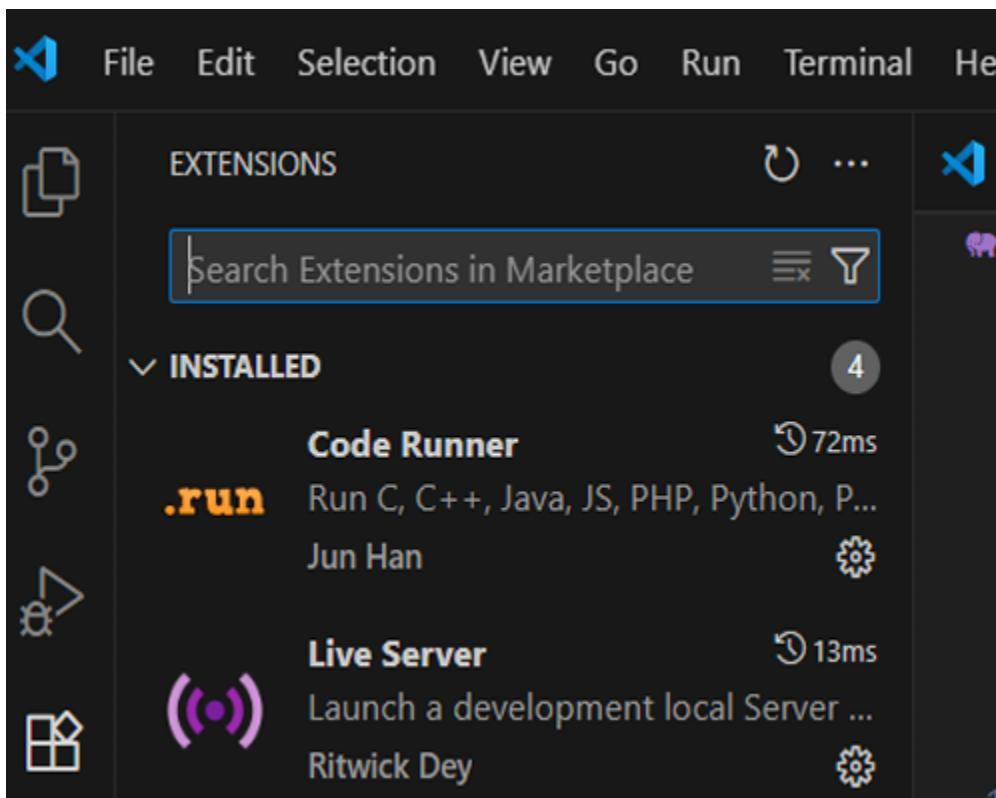 File Edit Selection View Go Run Terminal He
EXTENSIONS
Search Extensions in Marketplace
INSTALLED 4
Code Runner 72ms
.run
Run C, C++, Java, JS, PHP, Python, P...
Jun Han
Live Server 13ms
Launch a development local Server ...
Ritwick Dey